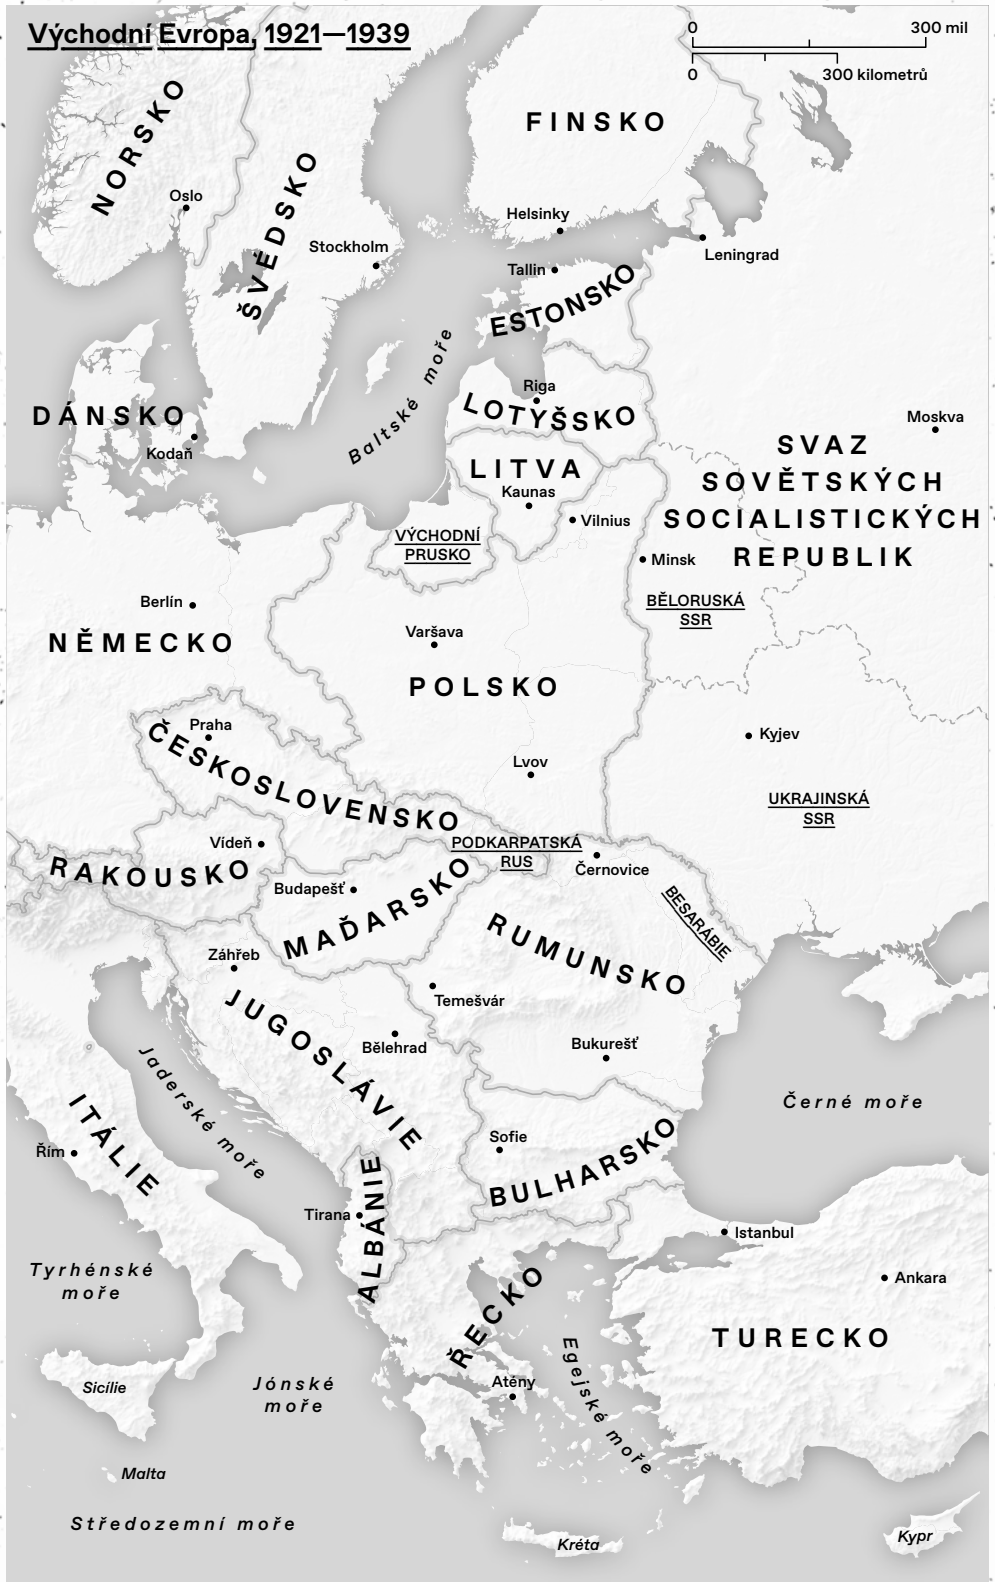 Východní Evropa, 1921—1939
0 300 mil
0 300 kilometrů
NORSKO
FINSKO
ŠVÉDSKO
Oslo
Helsinky
Stockholm
Leningrad
Tallin
ESTONSKO
Baltské moře
Riga
LOTYŠSKO
DÁNSKO
Kodaň
Moskva
SVAZ
SOVĚTSKÝCH
SOCIALISTICKÝCH
REPUBLIK
LITVA
Kaunas
Vilnius
VÝCHODNÍ
PRUSKO
Minsk
BĚLORUSKÁ
SSR
Berlín
NĚMECKO
Varšava
POLSKO
Praha
ČESKOSLOVENSKO
Kyjev
Lvov
UKRAJINSKÁ
SSR
Vídeň
RAKOUSKO
PODKARPATSKÁ
RUS
Černovice
Budapešť
MAĎARSKO
BESARÁBIE
RUMUNSKO
Záhřeb
JUGOSLÁVIE
Temešvár
Bělehrad
Bukurešť
Jaderské moře
Černé moře
ITÁLIE
Řím
Sofie
BULHARSKO
ALBÁNIE
Tirana
Istanbul
Ankara
Tyrhénské
moře
ŘECKO
TURECKO
Egejské moře
Sicílie
Jónské
moře
Atény
Malta
Středozemní moře
Kréta
Kypr